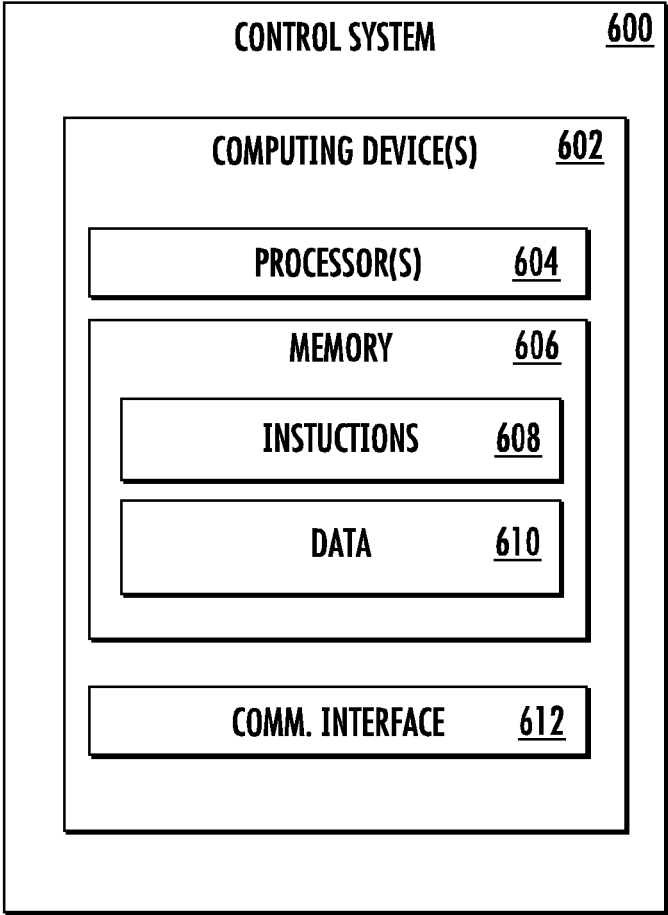 CONTROL SYSTEM 600
COMPUTING DEVICE(S) 602
PROCESSOR(S) 604
MEMORY 606
INSTUCTIONS 608
DATA 610
COMM. INTERFACE 612